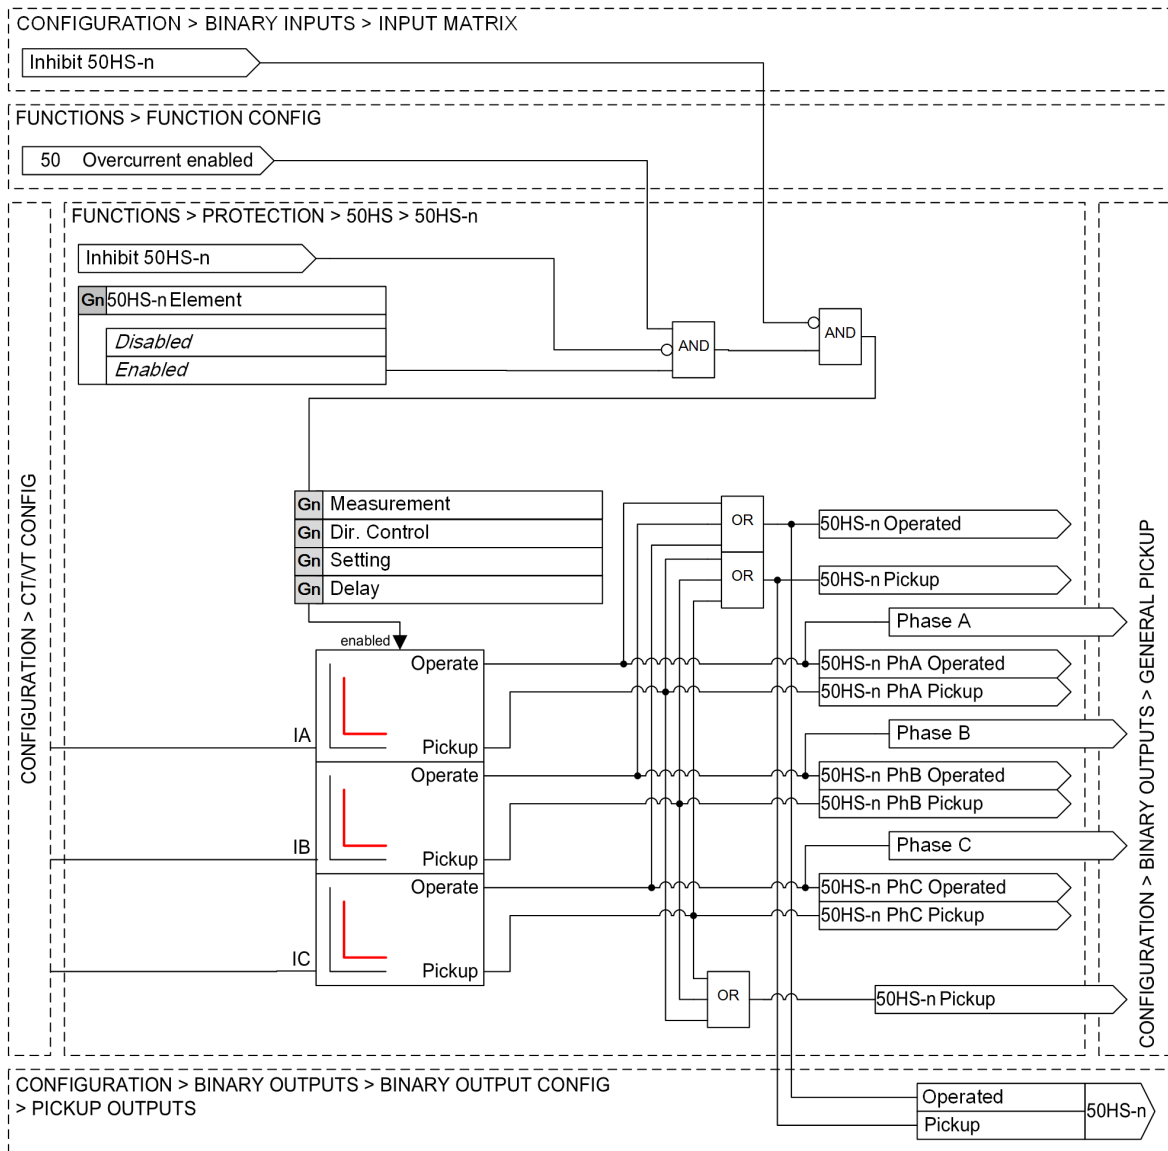 CONFIGURATION > BINARY INPUTS > INPUT MATRIX
Inhibit 50HS-n
FUNCTIONS > FUNCTION CONFIG
50 Overcurrent enabled
CONFIGURATION > CT/VT CONFIG
FUNCTIONS > PROTECTION > 50HS > 50HS-n
Inhibit 50HS-n
Gn 50HS-n Element
Disabled
Enabled
AND
AND
Gn Measurement
Gn Dir. Control
Gn Setting
Gn Delay
enabled
IA
Operate
Pickup
IB
Operate
Pickup
IC
Operate
Pickup
OR
OR
OR
50HS-n Operated
50HS-n Pickup
Phase A
50HS-n PhA Operated
50HS-n PhA Pickup
Phase B
50HS-n PhB Operated
50HS-n PhB Pickup
Phase C
50HS-n PhC Operated
50HS-n PhC Pickup
50HS-n Pickup
CONFIGURATION > BINARY OUTPUTS > GENERAL PICKUP
CONFIGURATION > BINARY OUTPUTS > BINARY OUTPUT CONFIG
> PICKUP OUTPUTS
Operated
Pickup
50HS-n